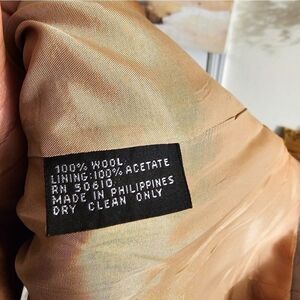 100% WOOL
LINING:100% ACETATE
RN 50610
MADE IN PHILIPPINES
DRY CLEAN ONLY